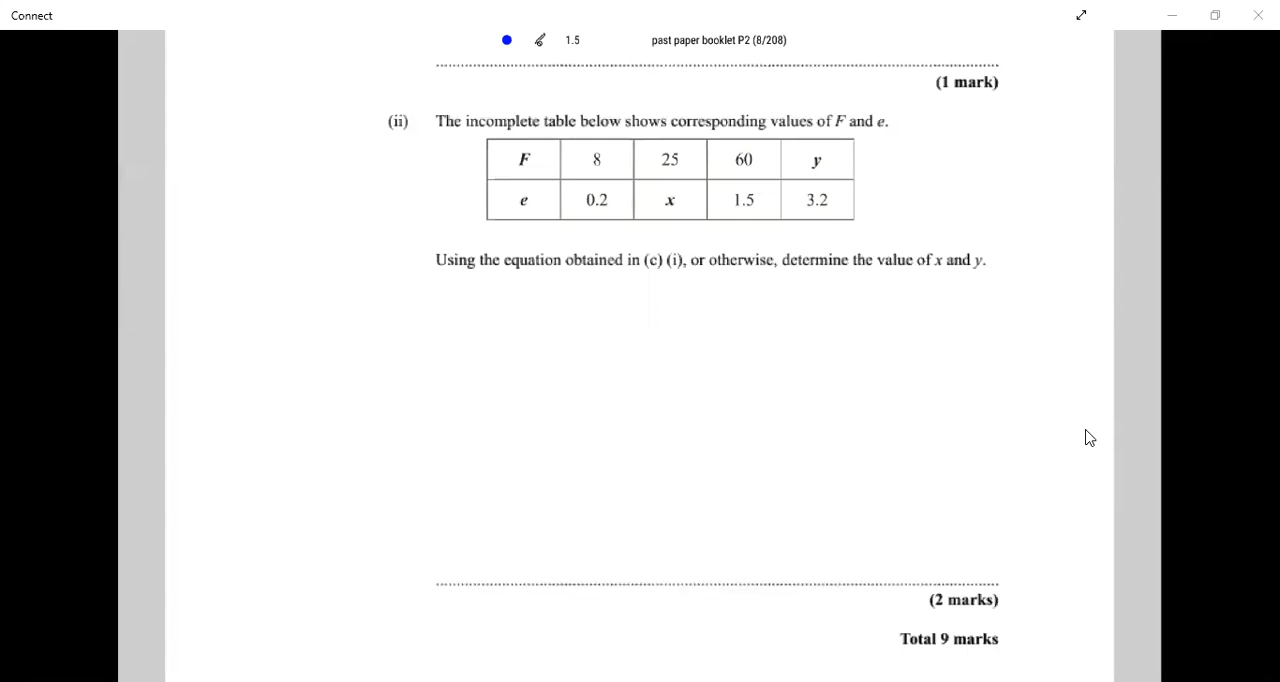 Connect
1.5 past paper booklet P2 (8/208)
(1 mark)
(ii) The incomplete table below shows corresponding values of F and e.
F 8 25 60 y
e 0.2 x 1.5 3.2
Using the equation obtained in (c) (i), or otherwise, determine the value of x and y.
(2 marks)
Total 9 marks